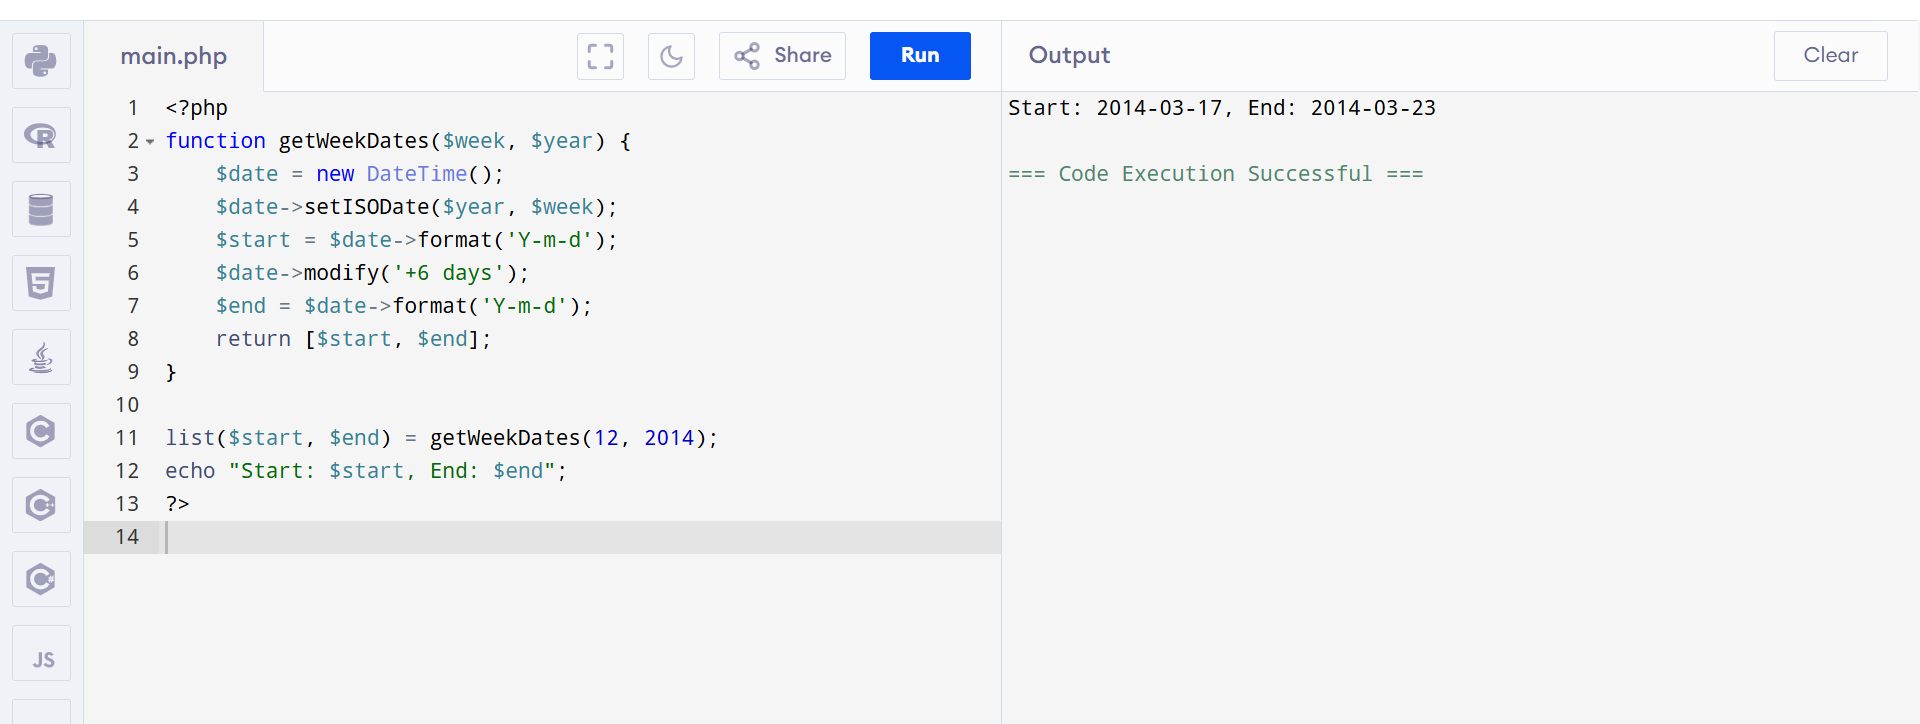 main.php
Share
Run
Output
Clear
1 <?php
2 function getWeekDates($week, $year) {
3     $date = new DateTime();
4     $date->setISODate($year, $week);
5     $start = $date->format('Y-m-d');
6     $date->modify('+6 days');
7     $end = $date->format('Y-m-d');
8     return [$start, $end];
9 }
10
11 list($start, $end) = getWeekDates(12, 2014);
12 echo "Start: $start, End: $end";
13 ?>
14
Start: 2014-03-17, End: 2014-03-23
=== Code Execution Successful ===
R
5
C
C++
C#
JS